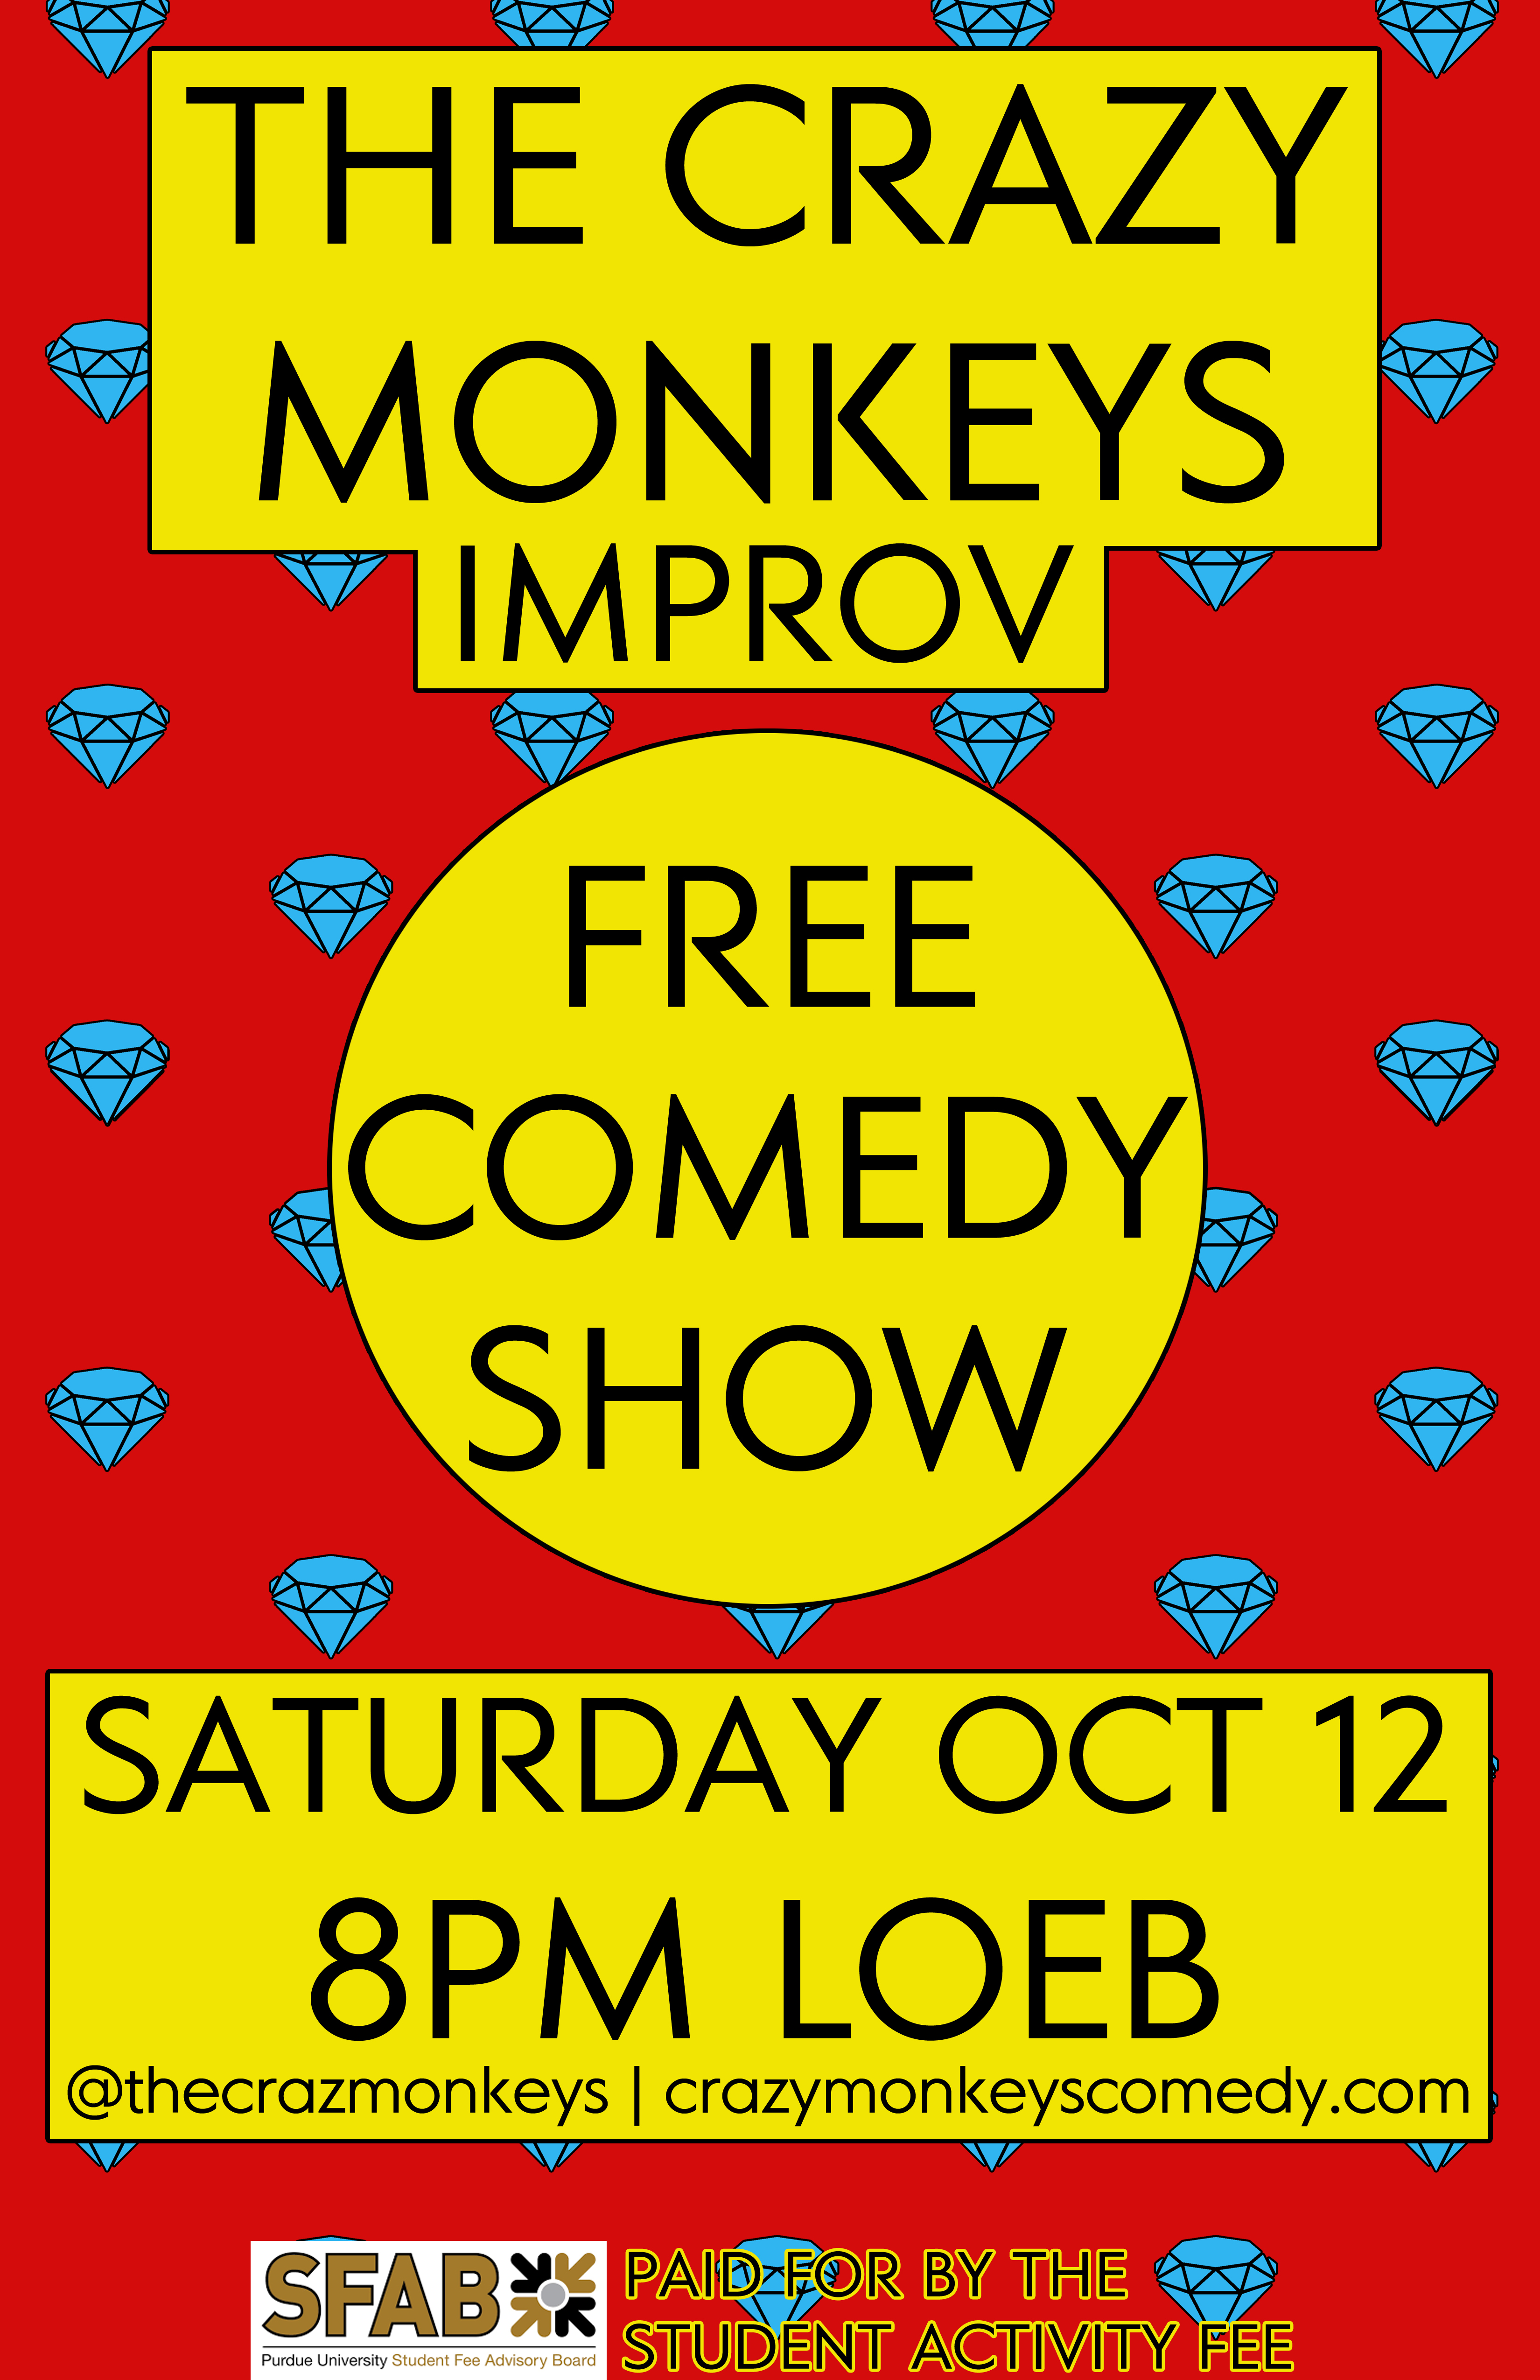 THE CRAZY
MONKEYS
IMPROV
FREE
COMEDY
SHOW
SATURDAY OCT 12
8PM LOEB
@thecrazmonkeys | crazymonkeyscomedy.com
SFAB
Purdue University Student Fee Advisory Board
PAID FOR BY THE
STUDENT ACTIVITY FEE